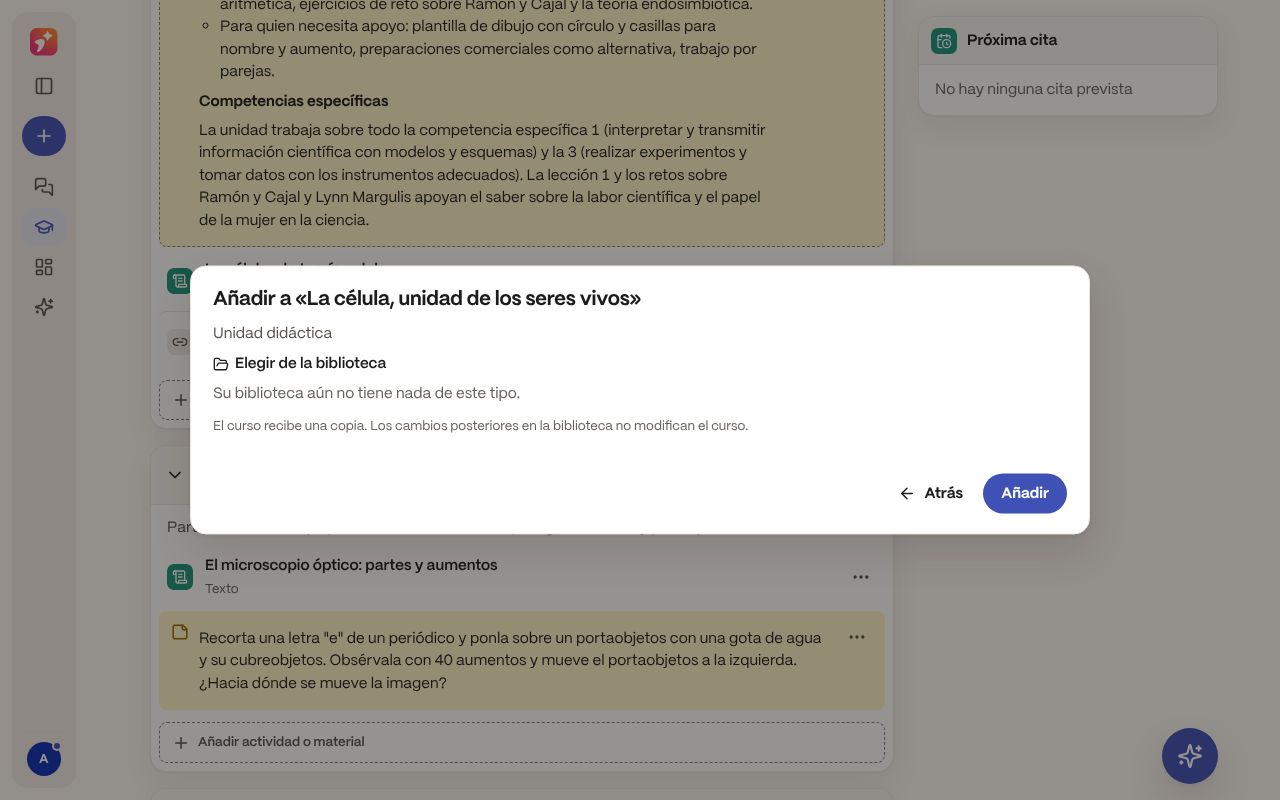 aritmética, ejercicios de reto sobre Ramón y Cajal y la teoría endosimbiótica.
Para quien necesita apoyo: plantilla de dibujo con círculo y casillas para
nombre y aumento, preparaciones comerciales como alternativa, trabajo por
parejas.
Competencias específicas
La unidad trabaja sobre todo la competencia específica 1 (interpretar y transmitir
información científica con modelos y esquemas) y la 3 (realizar experimentos y
tomar datos con los instrumentos adecuados). La lección 1 y los retos sobre
Ramón y Cajal y Lynn Margulis apoyan el saber sobre la labor científica y el papel
de la mujer en la ciencia.
Próxima cita
No hay ninguna cita prevista
Añadir a «La célula, unidad de los seres vivos»
Unidad didáctica
Elegir de la biblioteca
Su biblioteca aún no tiene nada de este tipo.
El curso recibe una copia. Los cambios posteriores en la biblioteca no modifican el curso.
Atrás
Añadir
El microscopio óptico: partes y aumentos
Texto
Recorta una letra "e" de un periódico y ponla sobre un portaobjetos con una gota de agua
y su cubreobjetos. Obsérvala con 40 aumentos y mueve el portaobjetos a la izquierda.
¿Hacia dónde se mueve la imagen?
Añadir actividad o material
A